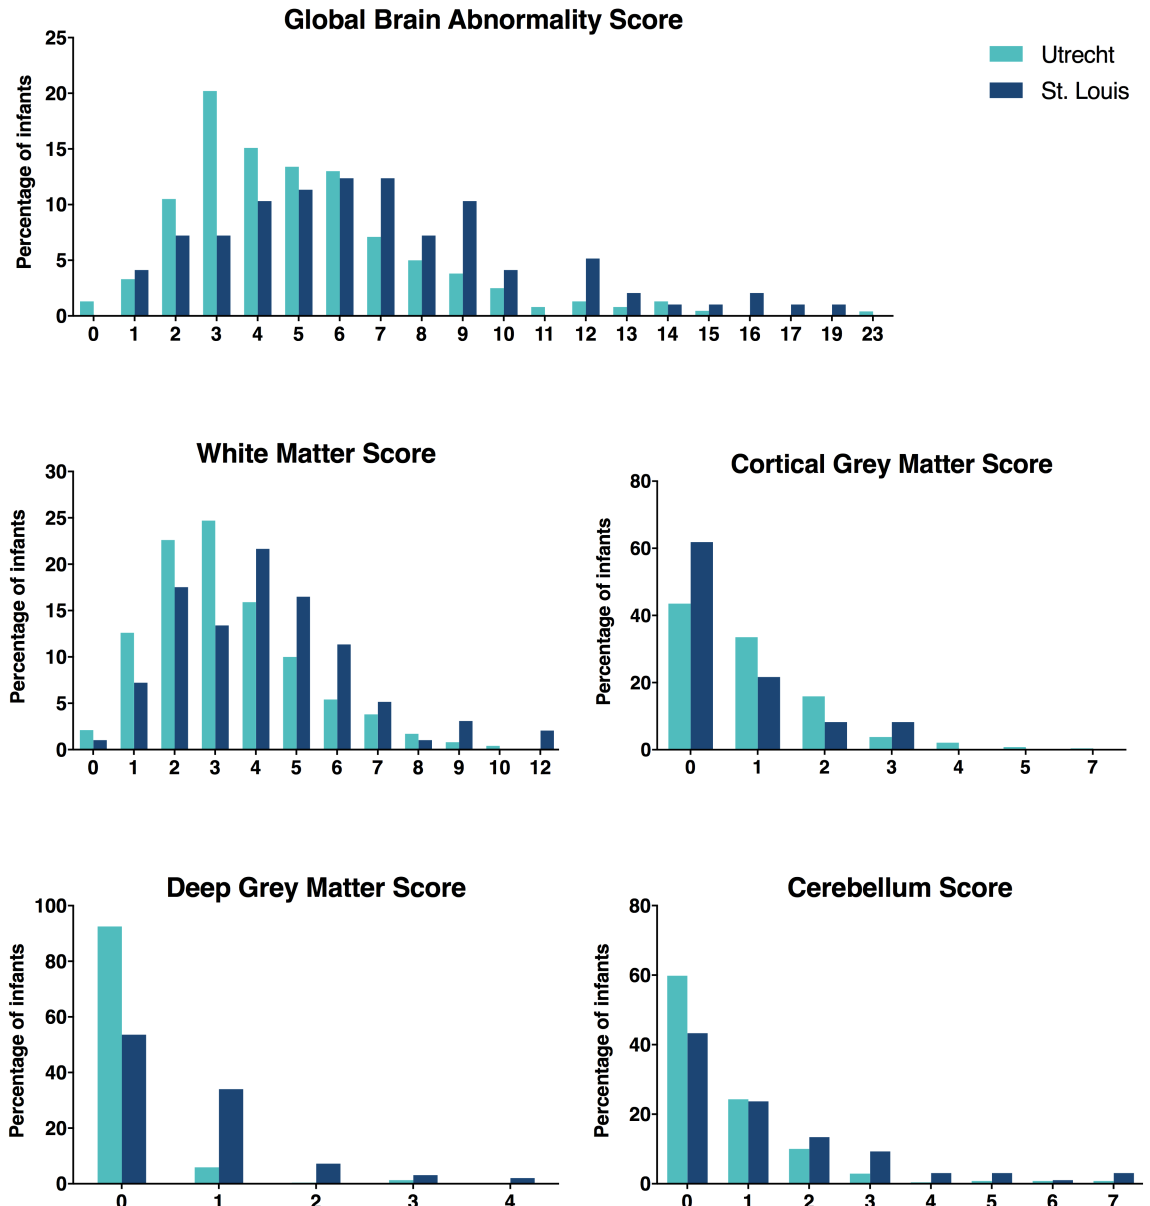 Global Brain Abnormality Score
Utrecht
St. Louis
Percentage of infants
25
20
15
10
5
0
0 1 2 3 4 5 6 7 8 9 10 11 12 13 14 15 16 17 19 23
White Matter Score
Percentage of infants
30
25
20
15
10
5
0
0 1 2 3 4 5 6 7 8 9 10 12
Cortical Grey Matter Score
Percentage of infants
80
60
40
20
0
0 1 2 3 4 5 7
Deep Grey Matter Score
Percentage of infants
100
80
60
40
20
0
0 1 2 3 4
Cerebellum Score
Percentage of infants
80
60
40
20
0
0 1 2 3 4 5 6 7